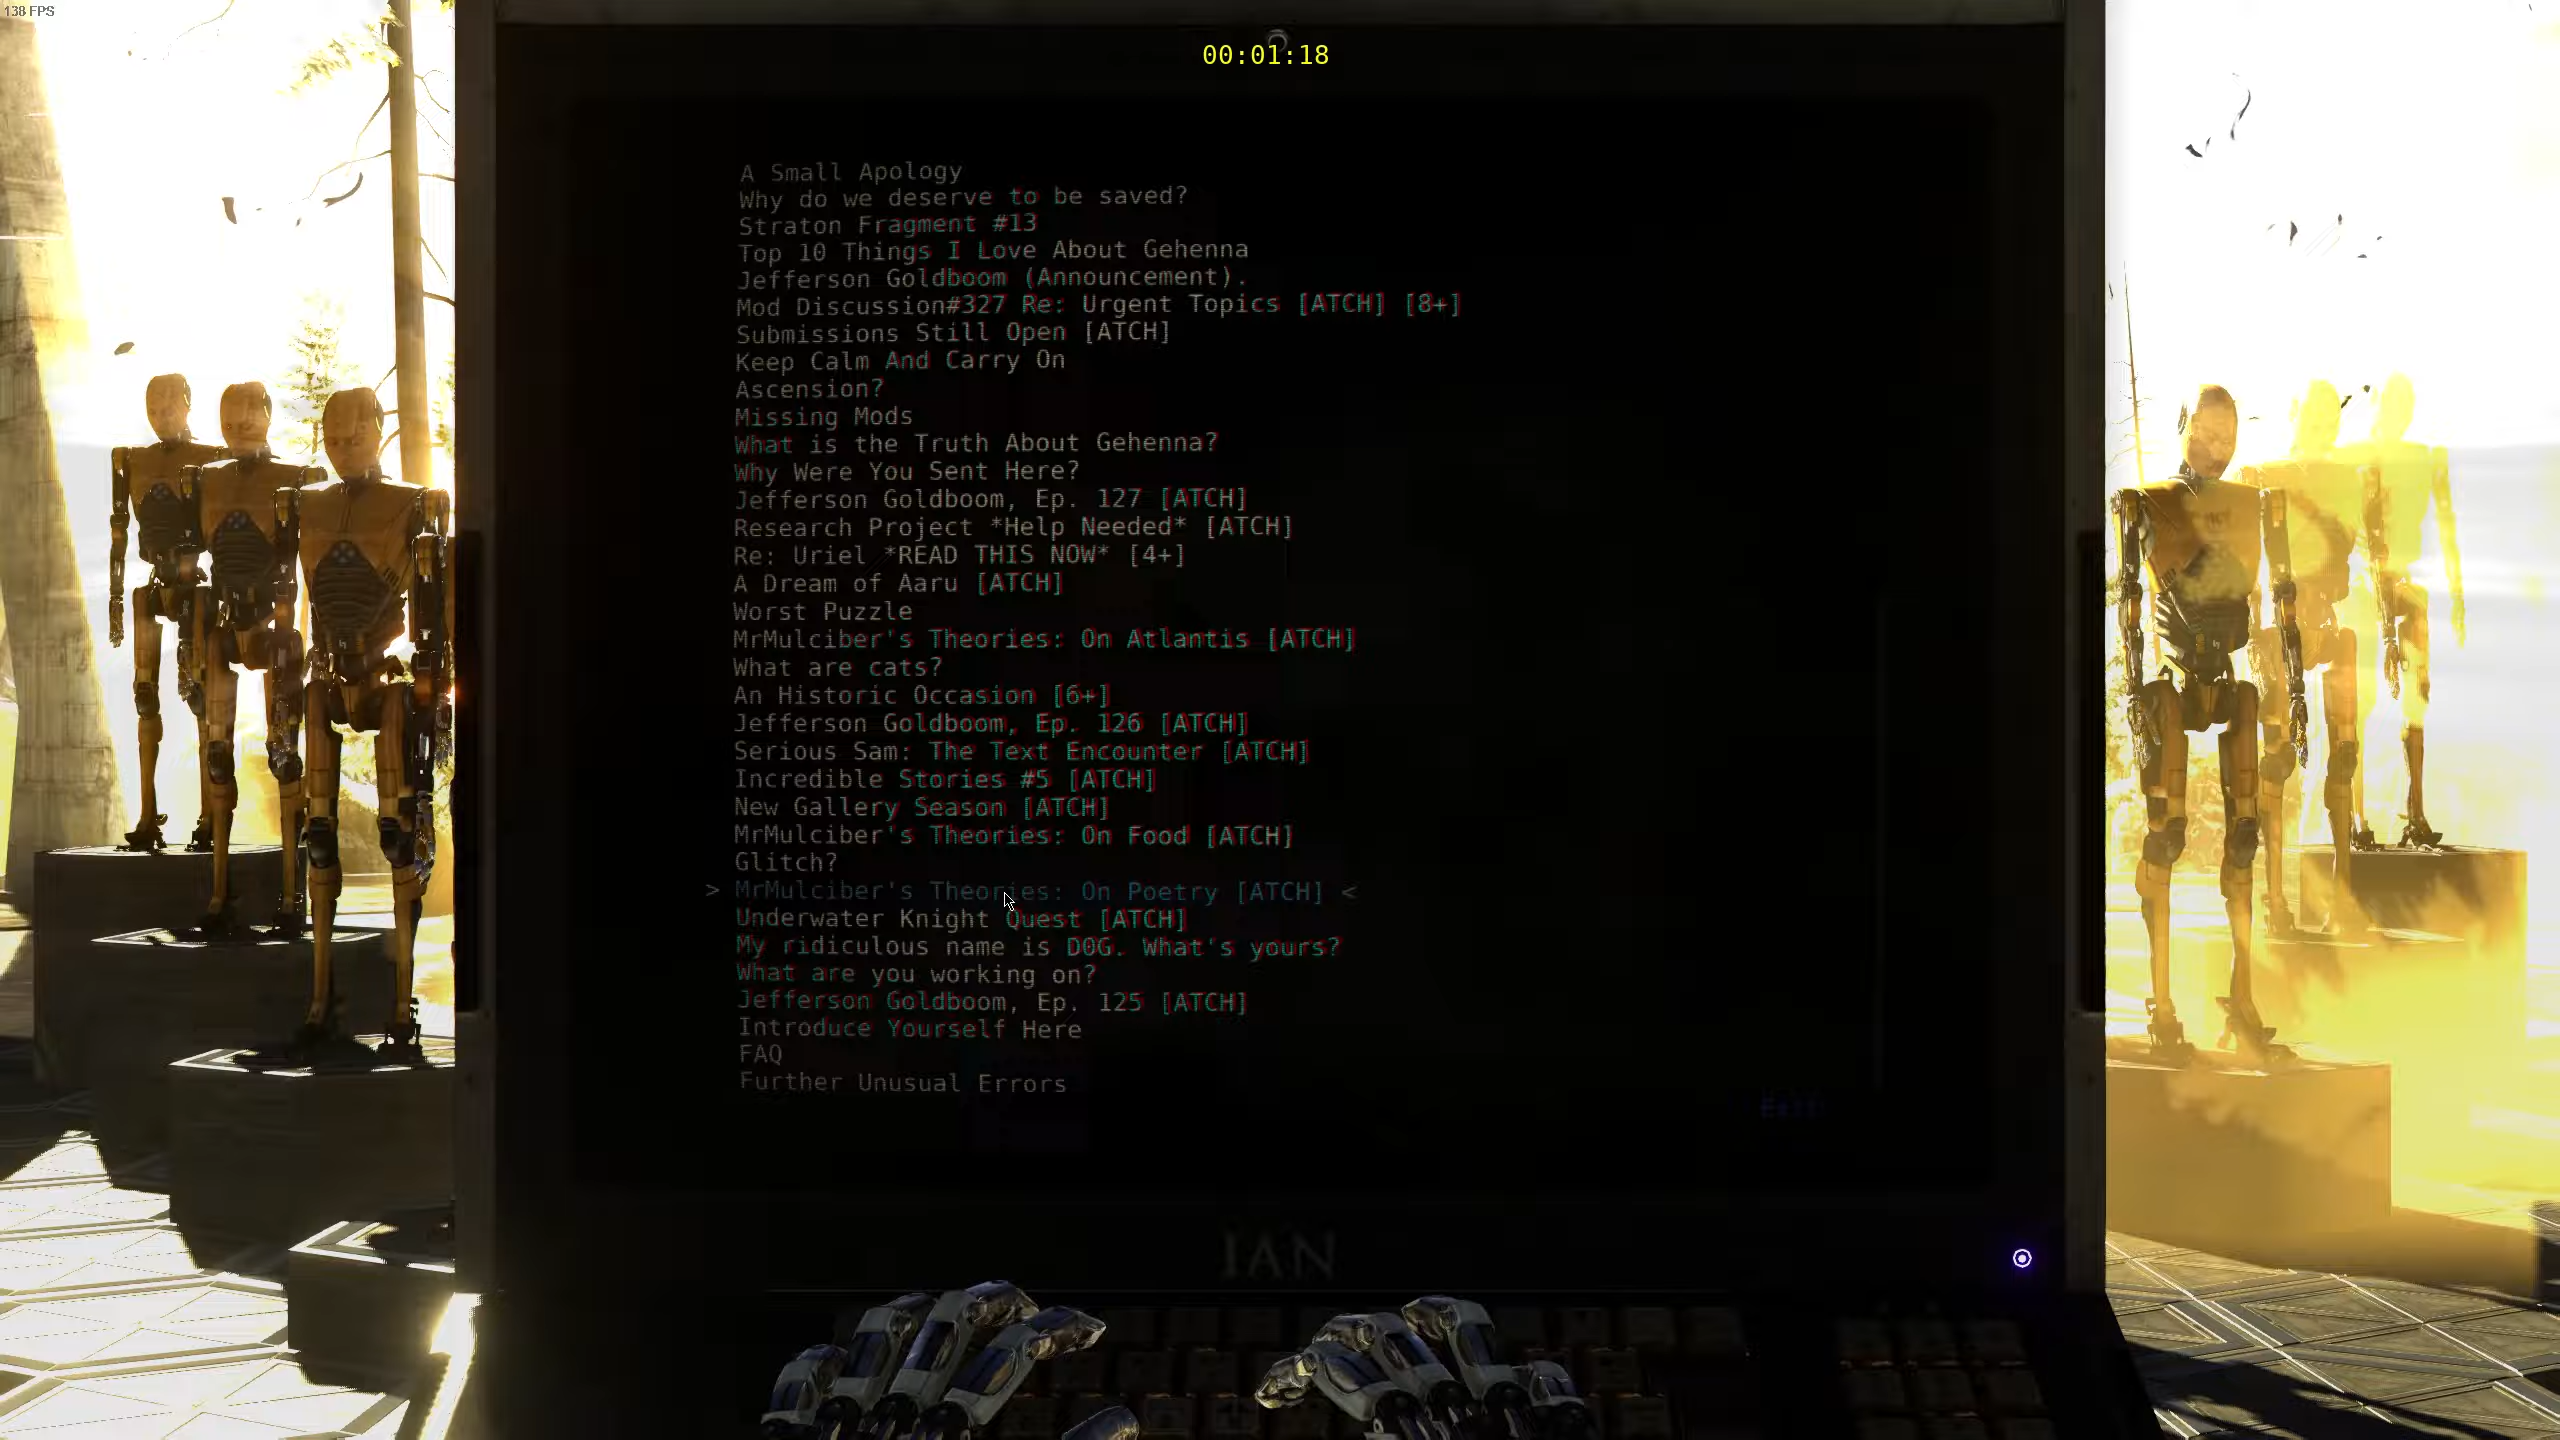 138 FPS
00:01:18
A Small Apology
Why do we deserve to be saved?
Straton Fragment #13
Top 10 Things I Love About Gehenna
Jefferson Goldboom (Announcement).
Mod Discussion#327 Re: Urgent Topics [ATCH] [8+]
Submissions Still Open [ATCH]
Keep Calm And Carry On
Ascension?
Missing Mods
What is the Truth About Gehenna?
Why Were You Sent Here?
Jefferson Goldboom, Ep. 127 [ATCH]
Research Project *Help Needed* [ATCH]
Re: Uriel *READ THIS NOW* [4+]
A Dream of Aaru [ATCH]
Worst Puzzle
MrMulciber's Theories: On Atlantis [ATCH]
What are cats?
An Historic Occasion [6+]
Jefferson Goldboom, Ep. 126 [ATCH]
Serious Sam: The Text Encounter [ATCH]
Incredible Stories #5 [ATCH]
New Gallery Season [ATCH]
MrMulciber's Theories: On Food [ATCH]
Glitch?
> MrMulciber's Theories: On Poetry [ATCH] <
Underwater Knight Quest [ATCH]
My ridiculous name is D0G. What's yours?
What are you working on?
Jefferson Goldboom, Ep. 125 [ATCH]
Introduce Yourself Here
FAQ
Further Unusual Errors
Exit
IAN